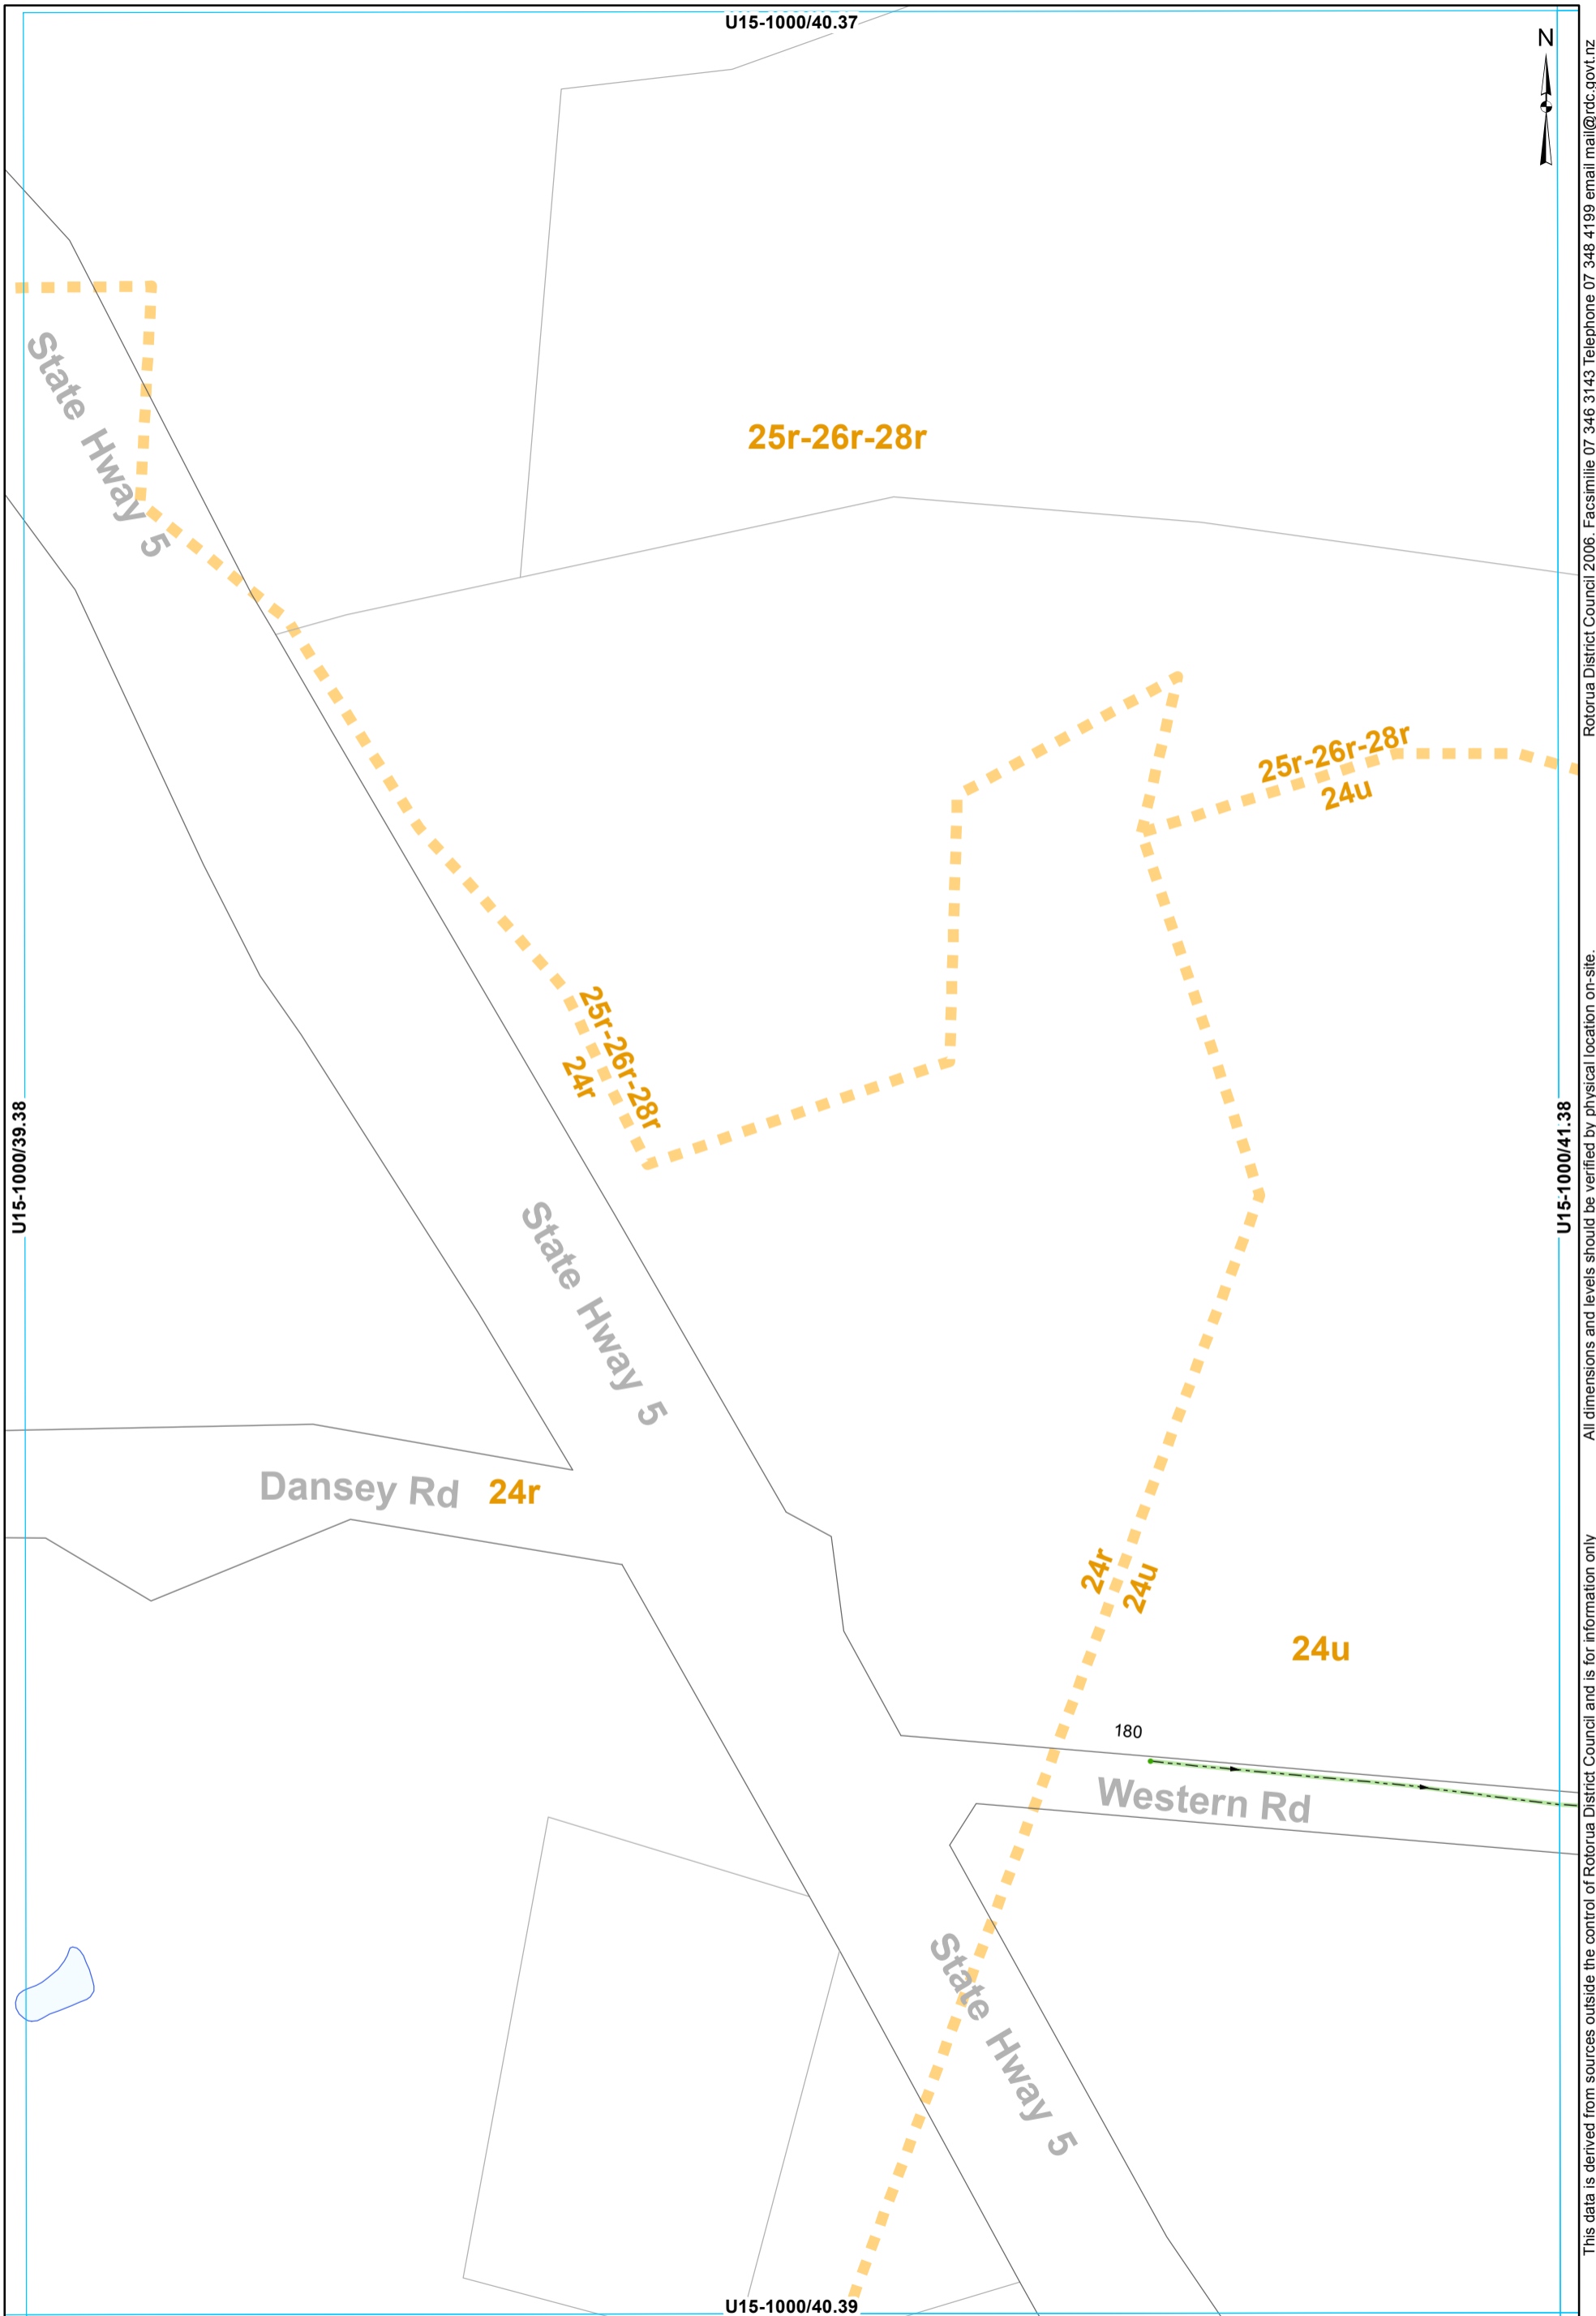 U15-1000/40.37
N
State Hway 5
25r-26r-28r
25r-26r-28r
24u
25r-26r-28r
24r
U15-1000/39.38
U15-1000/41.38
State Hway 5
Dansey Rd
24r
24r
24u
24u
180
Western Rd
State Hway 5
U15-1000/40.39
This data is derived from sources outside the control of Rotorua District Council and is for information only
All dimensions and levels should be verified by physical location on-site.
Rotorua District Council 2006. Facsimilie 07 346 3143 Telephone 07 348 4199 email mail@rdc.govt.nz